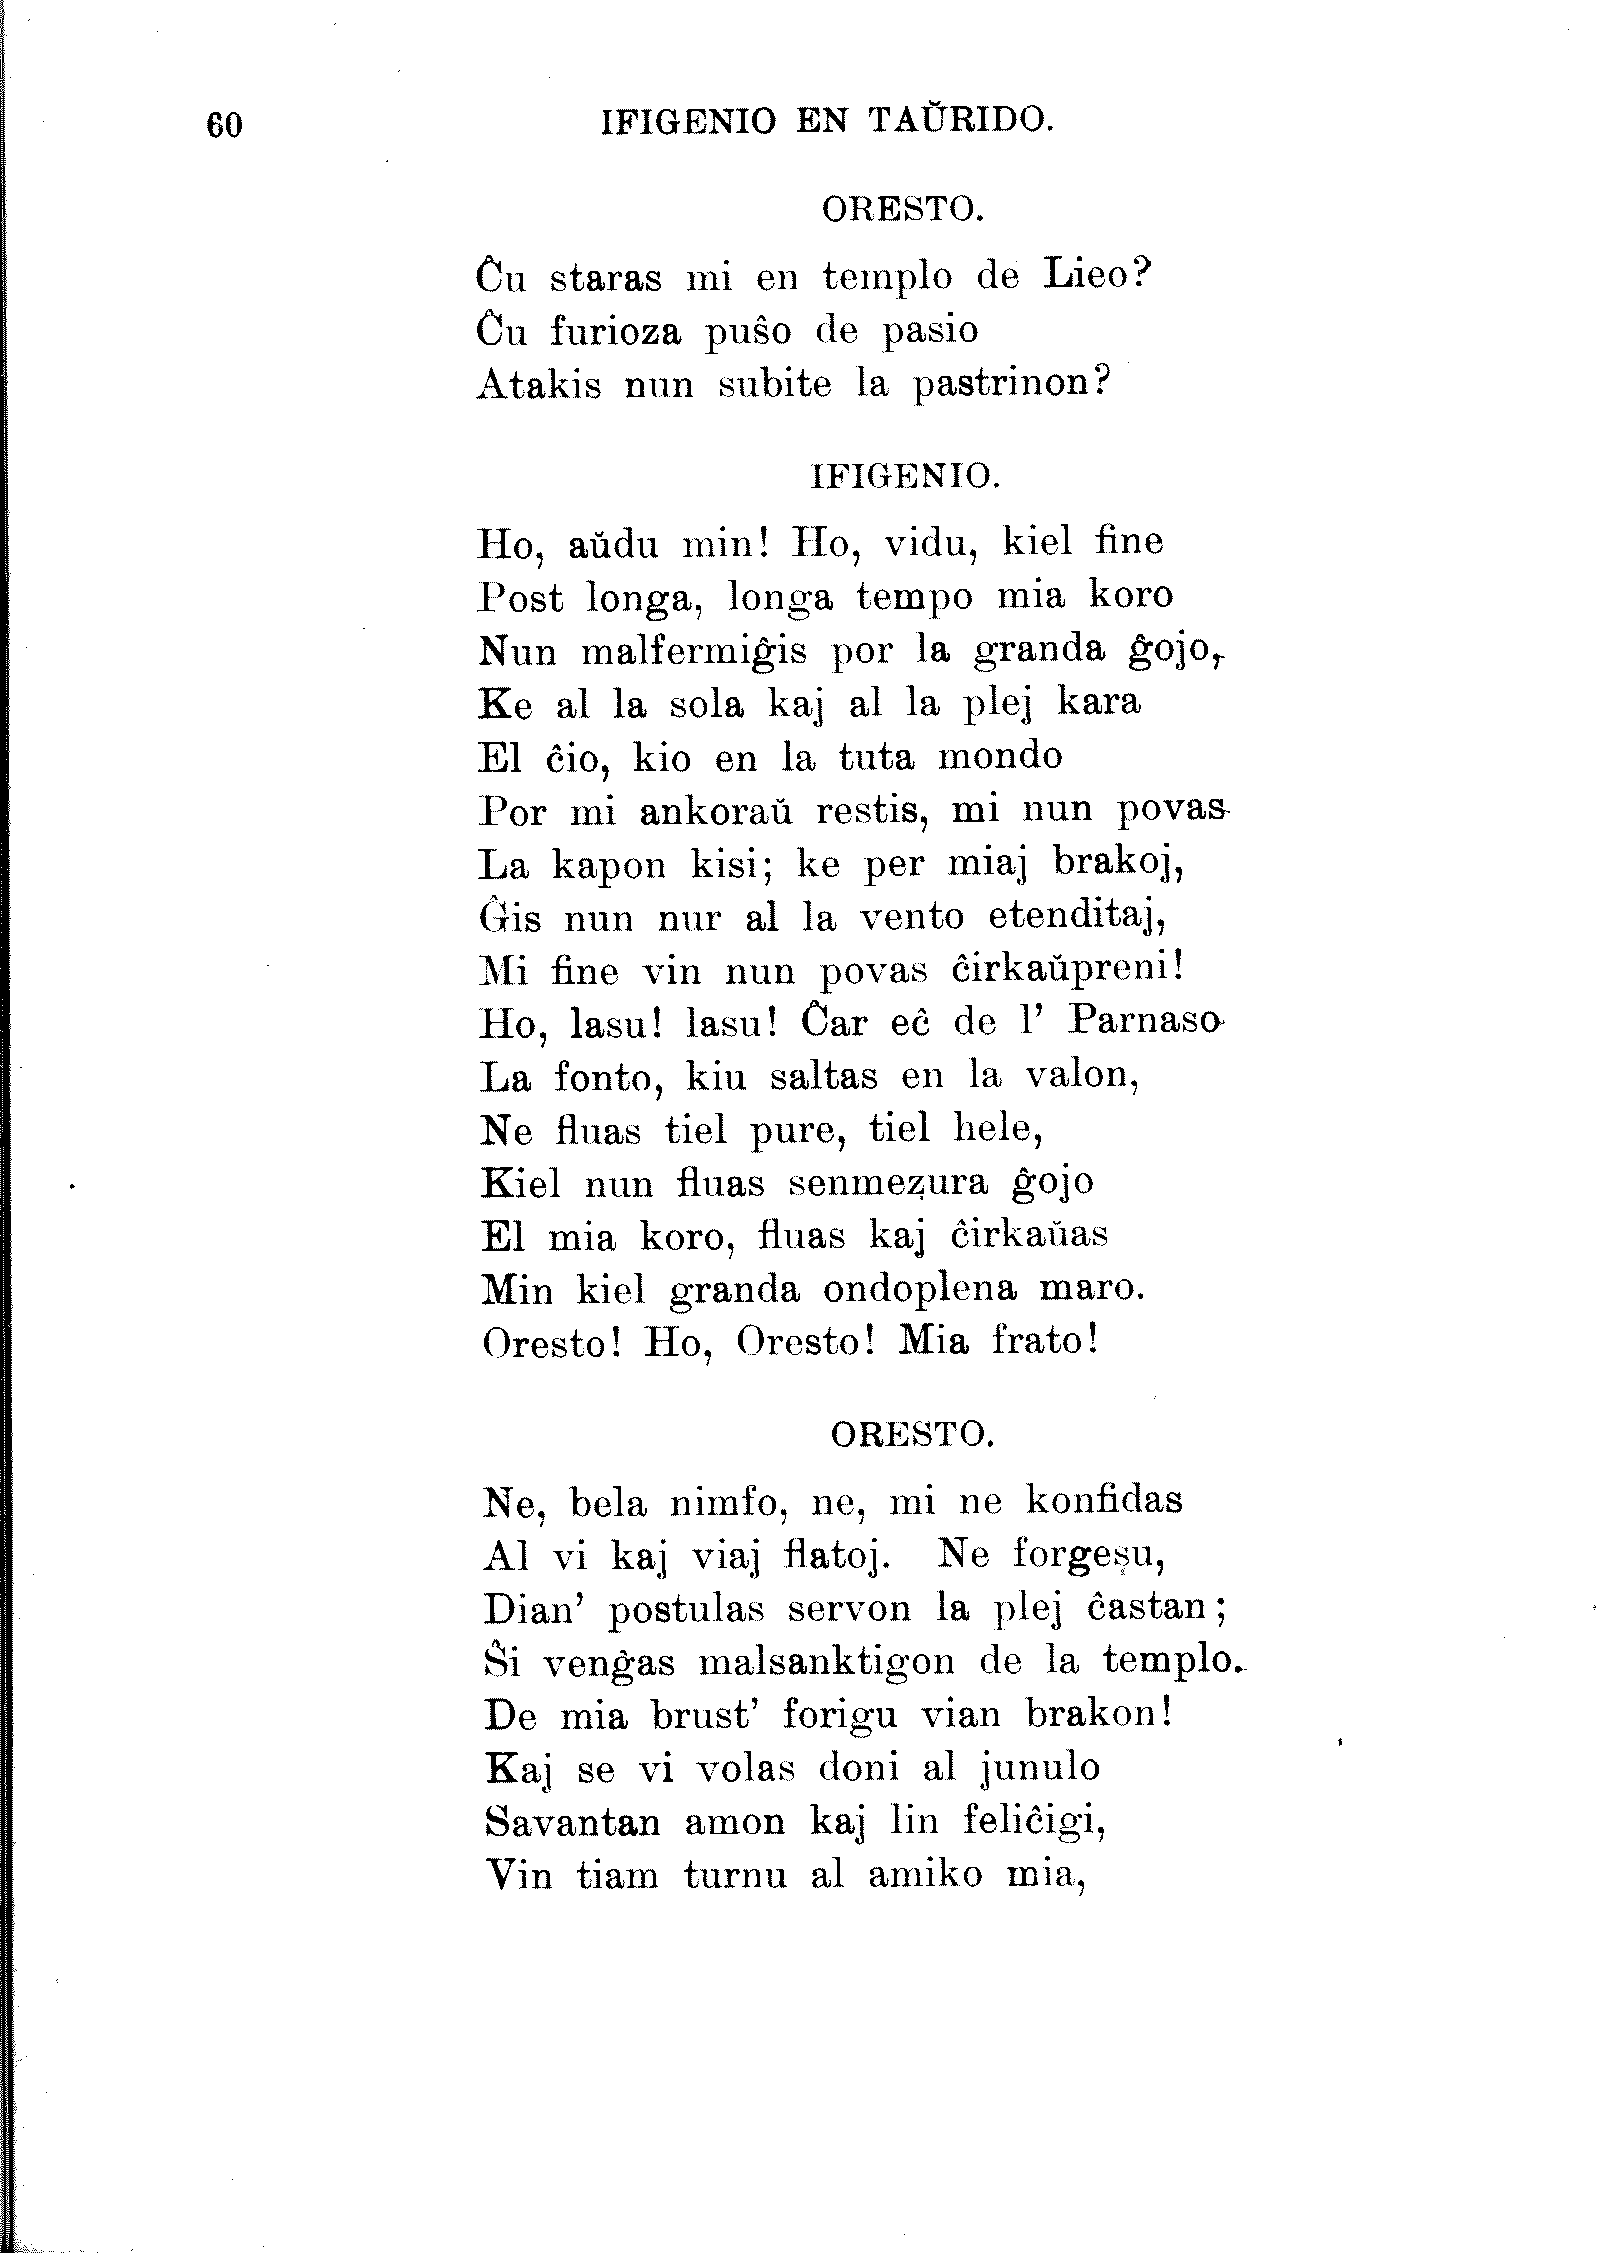 60 IFIGENIO EN TAŬRIDO.
ORESTO.
Ĉu staras mi en templo de Lieo?
Ĉu furioza puŝo de pasio
Atakis nun subite la pastrinon?
IFIGENIO.
Ho, aŭdu min! Ho, vidu, kiel fine
Post longa, longa tempo mia koro
Nun malfermiĝis por la granda ĝojo,
Ke al la sola kaj al la plej kara
El ĉio, kio en la tuta mondo
Por mi ankoraŭ restis, mi nun povas
La kapon kisi; ke per miaj brakoj,
Ĝis nun nur al la vento etenditaj,
Mi fine vin nun povas ĉirkaŭpreni!
Ho, lasu! lasu! Ĉar eĉ de l' Parnaso
La fonto, kiu saltas en la valon,
Ne fluas tiel pure, tiel hele,
Kiel nun fluas senmezura ĝojo
El mia koro, fluas kaj ĉirkaŭas
Min kiel granda ondoplena maro.
Oresto! Ho, Oresto! Mia frato!
ORESTO.
Ne, bela nimfo, ne, mi ne konfidas
Al vi kaj viaj flatoj. Ne forgesu,
Dian' postulas servon la plej ĉastan;
Ŝi venĝas malsanktigon de la templo.
De mia brust' forigu vian brakon!
Kaj se vi volas doni al junulo
Savantan amon kaj lin feliĉigi,
Vin tiam turnu al amiko mia,